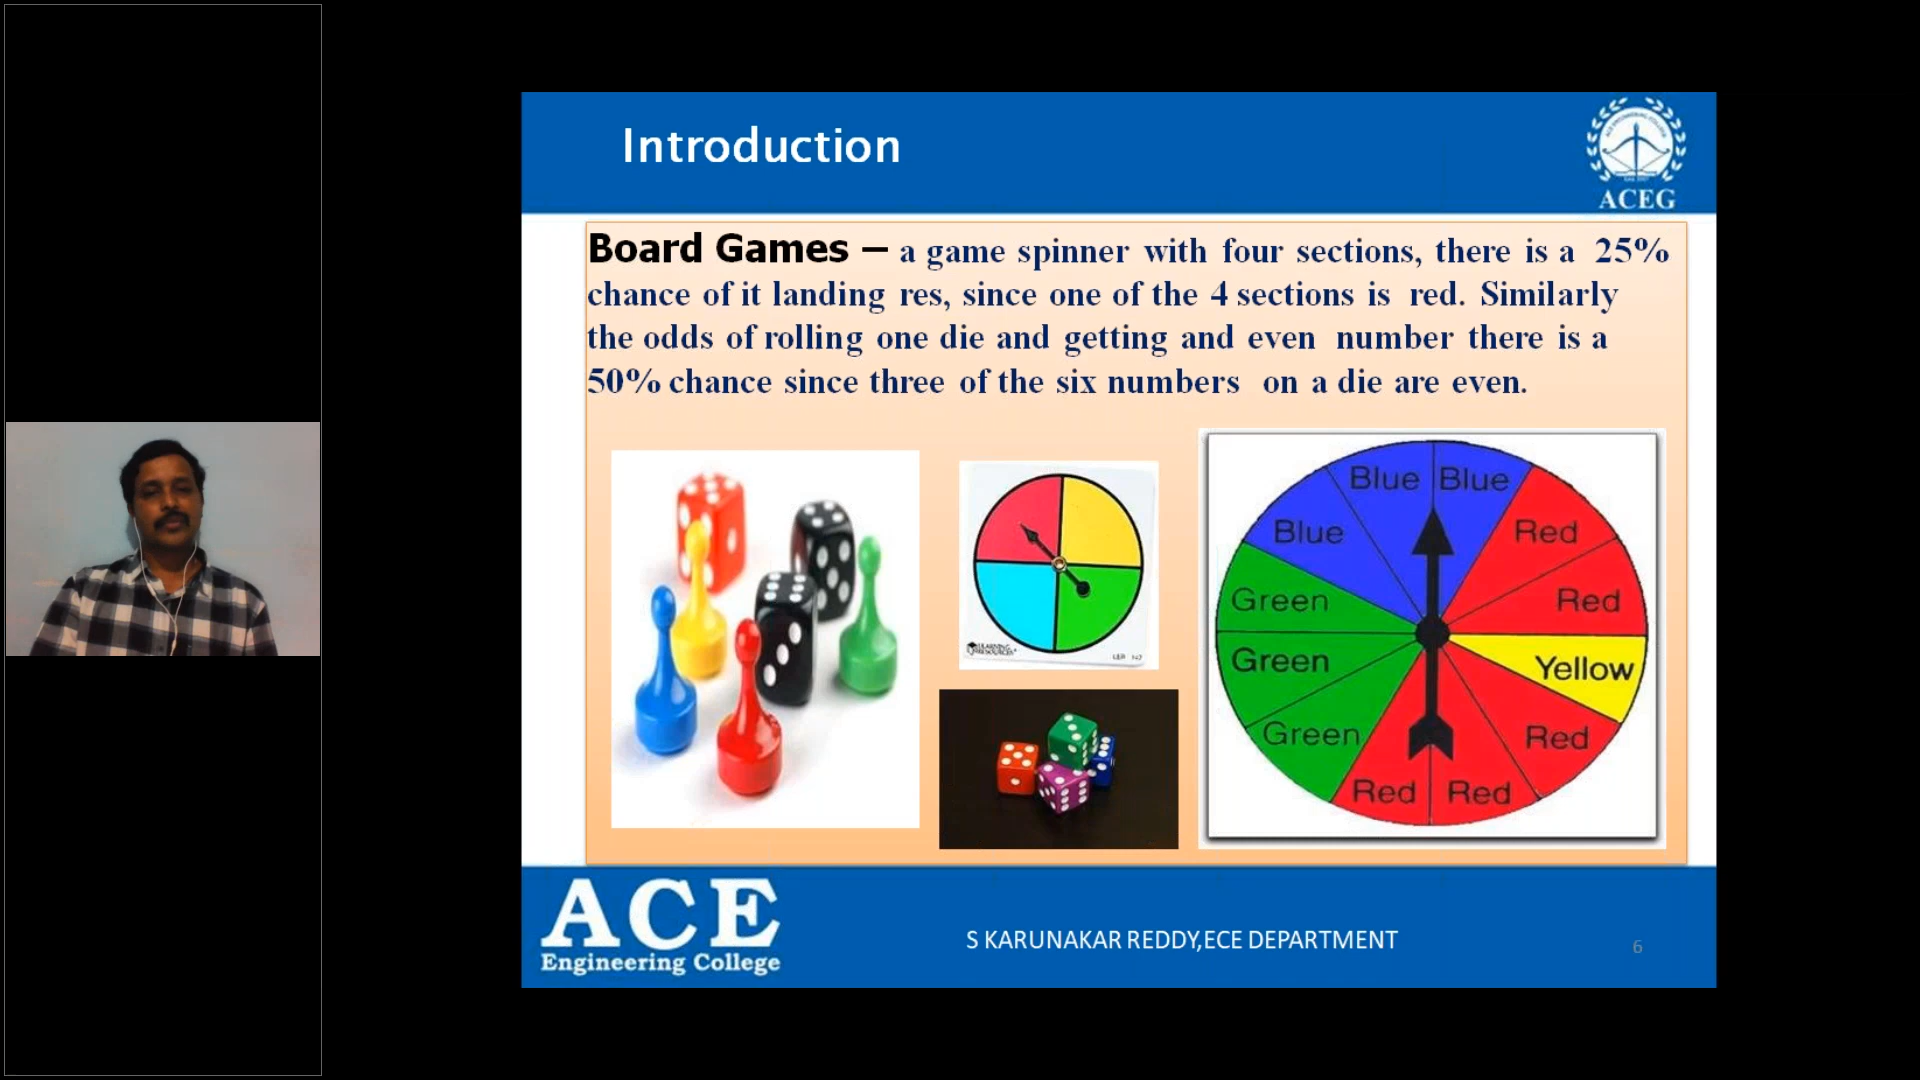 Introduction
ACEG
Board Games – a game spinner with four sections, there is a 25%
chance of it landing res, since one of the 4 sections is red. Similarly
the odds of rolling one die and getting and even number there is a
50% chance since three of the six numbers on a die are even.
Blue Blue
Blue
Red
Green
Red
Green
Yellow
Green
Red
Red
Red
LEARNING
RESOURCES
ACE
Engineering College
S KARUNAKAR REDDY,ECE DEPARTMENT
6